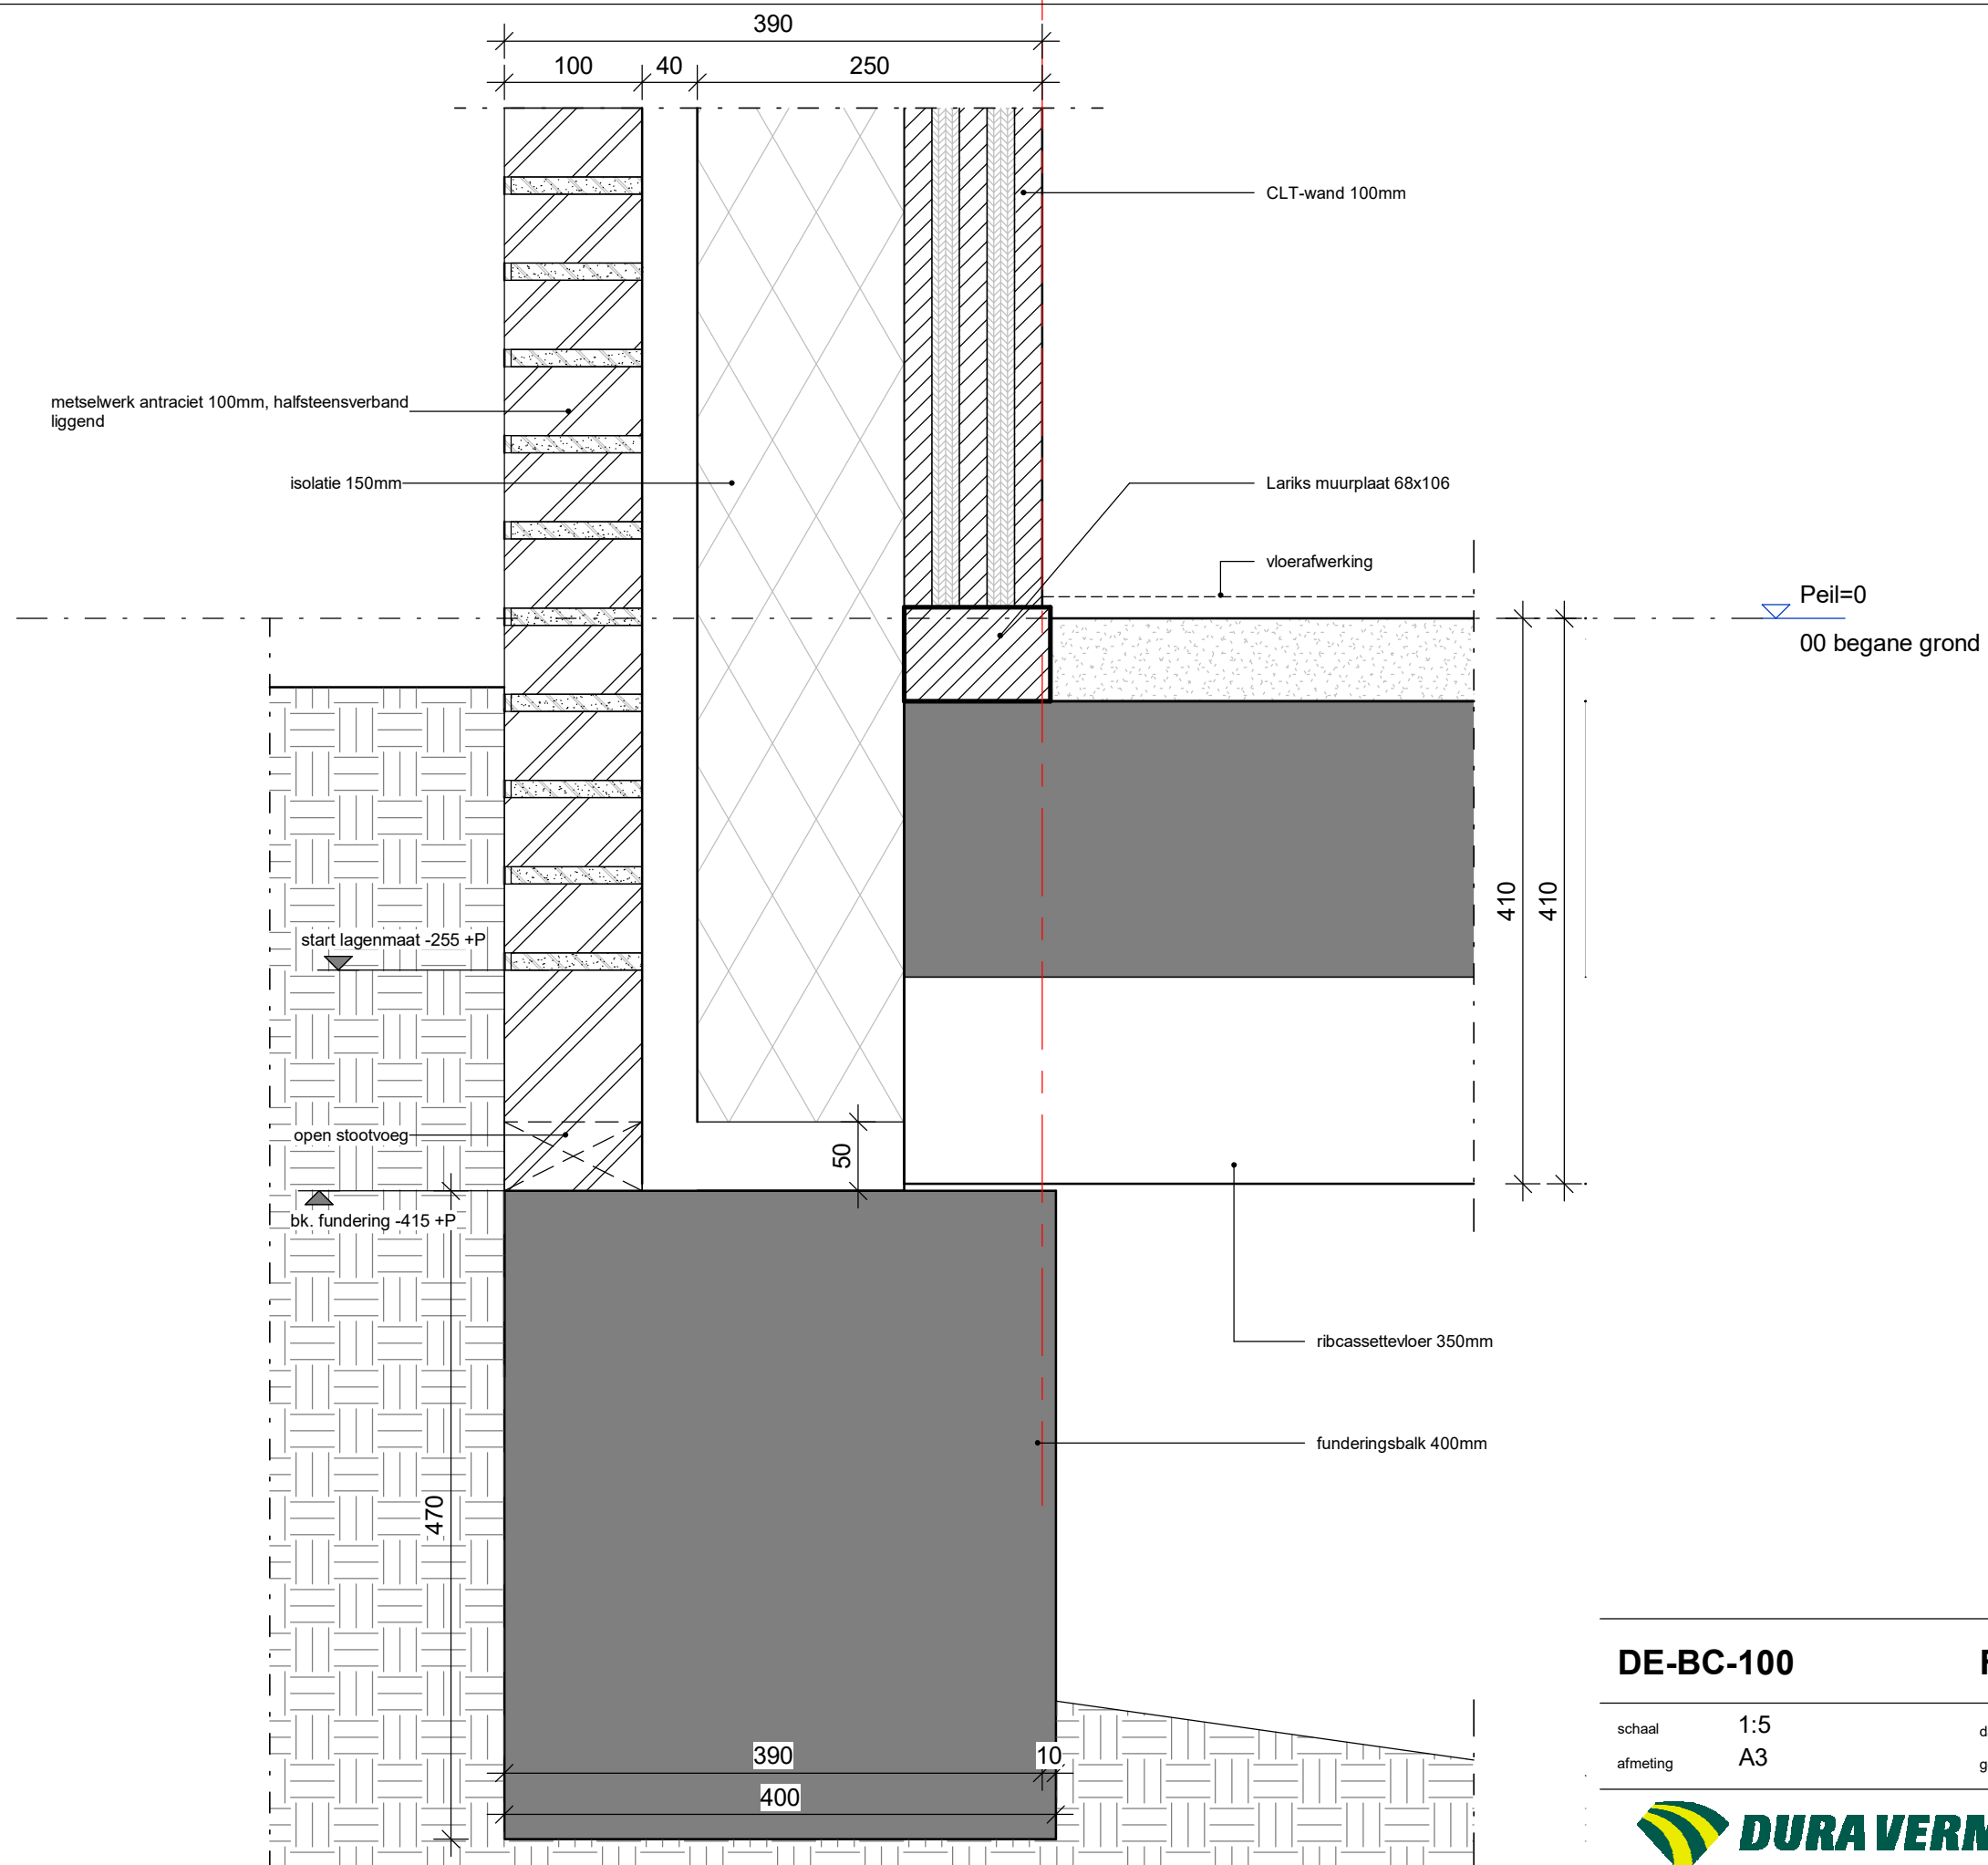 390
100
40
250
CLT-wand 100mm
metselwerk antraciet 100mm, halfsteensverband
liggend
isolatie 150mm
Lariks muurplaat 68x106
vloerafwerking
Peil=0
00 begane grond
410
410
start lagenmaat -255 +P
open stootvoeg
50
bk. fundering -415 +P
ribcassettevloer 350mm
funderingsbalk 400mm
470
390
10
400
DE-BC-100
schaal 1:5
afmeting A3
DURA VERM